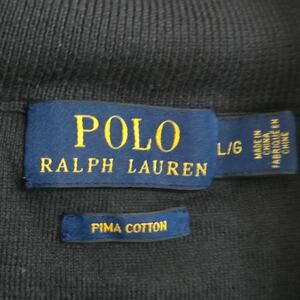 POLO
RALPH LAUREN
L/G
MADE IN
CHINA
FABRIQUÉ EN
CHINE
PIMA COTTON